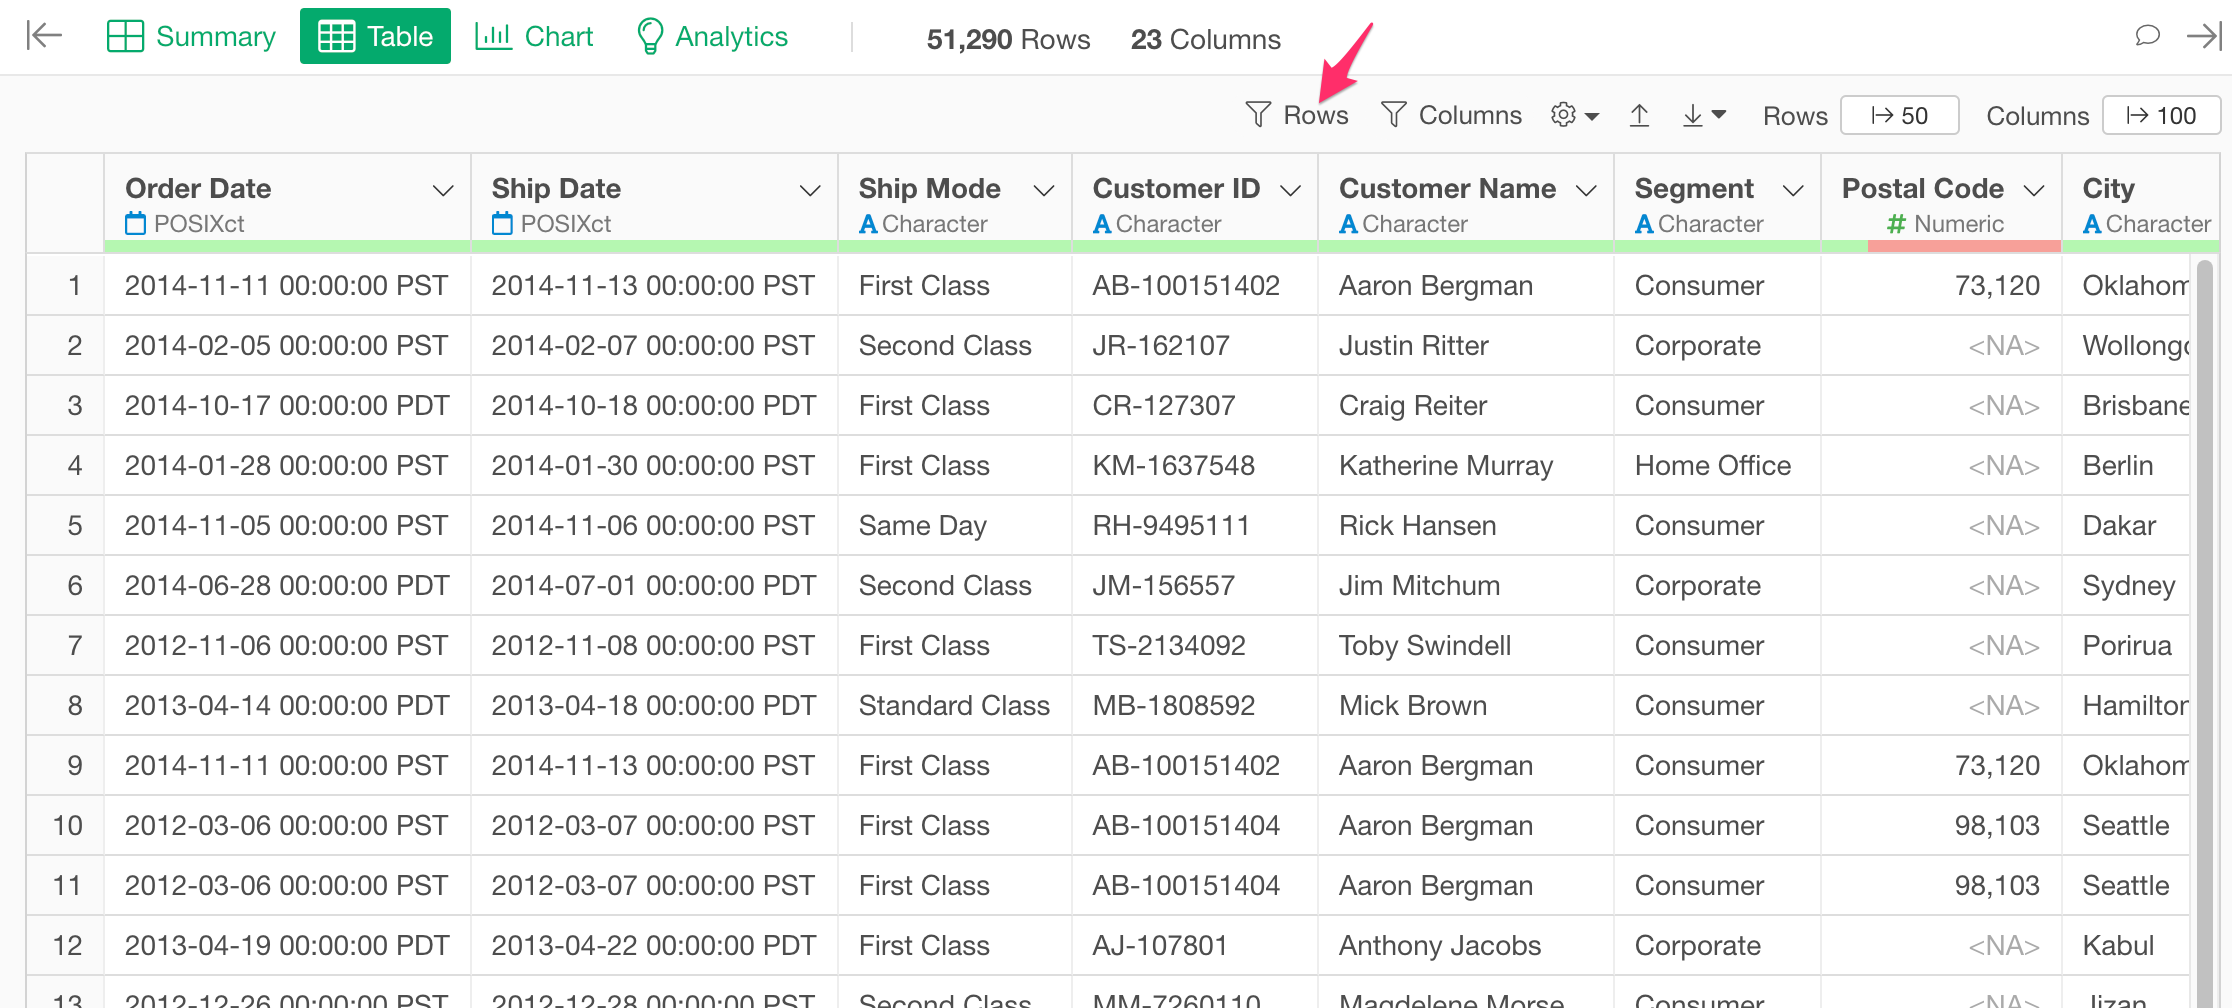 Summary Table Chart Analytics 51,290 Rows 23 Columns
Rows Columns Rows 50 Columns 100
Order Date Ship Date Ship Mode Customer ID Customer Name Segment Postal Code City
POSIXct POSIXct A Character A Character A Character A Character # Numeric A Character
1 2014-11-11 00:00:00 PST 2014-11-13 00:00:00 PST First Class AB-100151402 Aaron Bergman Consumer 73,120 Oklahom
2 2014-02-05 00:00:00 PST 2014-02-07 00:00:00 PST Second Class JR-162107 Justin Ritter Corporate <NA> Wollong
3 2014-10-17 00:00:00 PDT 2014-10-18 00:00:00 PDT First Class CR-127307 Craig Reiter Consumer <NA> Brisbane
4 2014-01-28 00:00:00 PST 2014-01-30 00:00:00 PST First Class KM-1637548 Katherine Murray Home Office <NA> Berlin
5 2014-11-05 00:00:00 PST 2014-11-06 00:00:00 PST Same Day RH-9495111 Rick Hansen Consumer <NA> Dakar
6 2014-06-28 00:00:00 PDT 2014-07-01 00:00:00 PDT Second Class JM-156557 Jim Mitchum Corporate <NA> Sydney
7 2012-11-06 00:00:00 PST 2012-11-08 00:00:00 PST First Class TS-2134092 Toby Swindell Consumer <NA> Porirua
8 2013-04-14 00:00:00 PDT 2013-04-18 00:00:00 PDT Standard Class MB-1808592 Mick Brown Consumer <NA> Hamilton
9 2014-11-11 00:00:00 PST 2014-11-13 00:00:00 PST First Class AB-100151402 Aaron Bergman Consumer 73,120 Oklahom
10 2012-03-06 00:00:00 PST 2012-03-07 00:00:00 PST First Class AB-100151404 Aaron Bergman Consumer 98,103 Seattle
11 2012-03-06 00:00:00 PST 2012-03-07 00:00:00 PST First Class AB-100151404 Aaron Bergman Consumer 98,103 Seattle
12 2013-04-19 00:00:00 PDT 2013-04-22 00:00:00 PDT First Class AJ-107801 Anthony Jacobs Corporate <NA> Kabul
13 2012-12-26 00:00:00 PST 2012-12-28 00:00:00 PST Second Class MM-7260110 Magdelene Morse Consumer <NA> Jizan